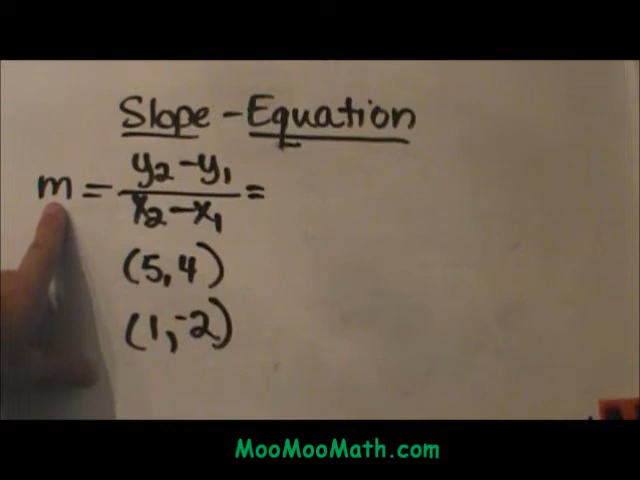 Slope - Equation
m = y₂ - y₁ / x₂ - x₁ =
(5, 4)
(1, -2)
MooMooMath.com